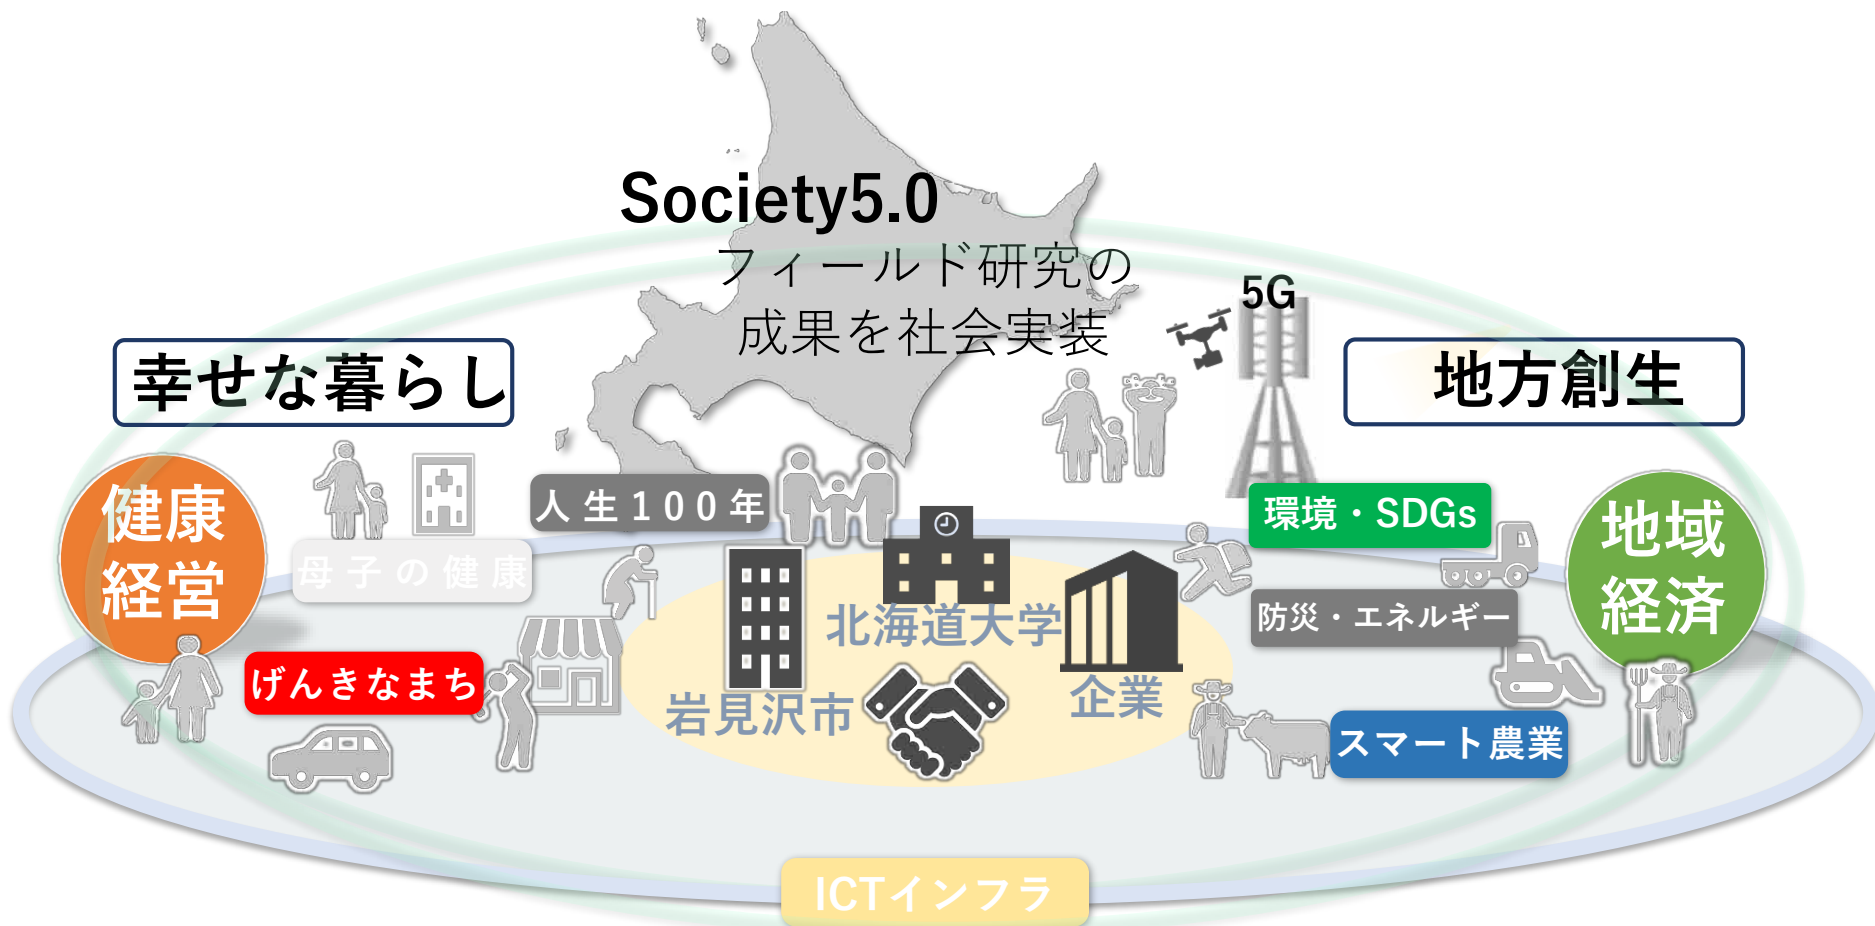 Society5.0
フィールド研究の
成果を社会実装
5G
幸せな暮らし
地方創生
健康
経営
人生100年
母子の健康
環境・SDGs
地域
経済
防災・エネルギー
北海道大学
げんきなまち
岩見沢市
企業
スマート農業
ICTインフラ